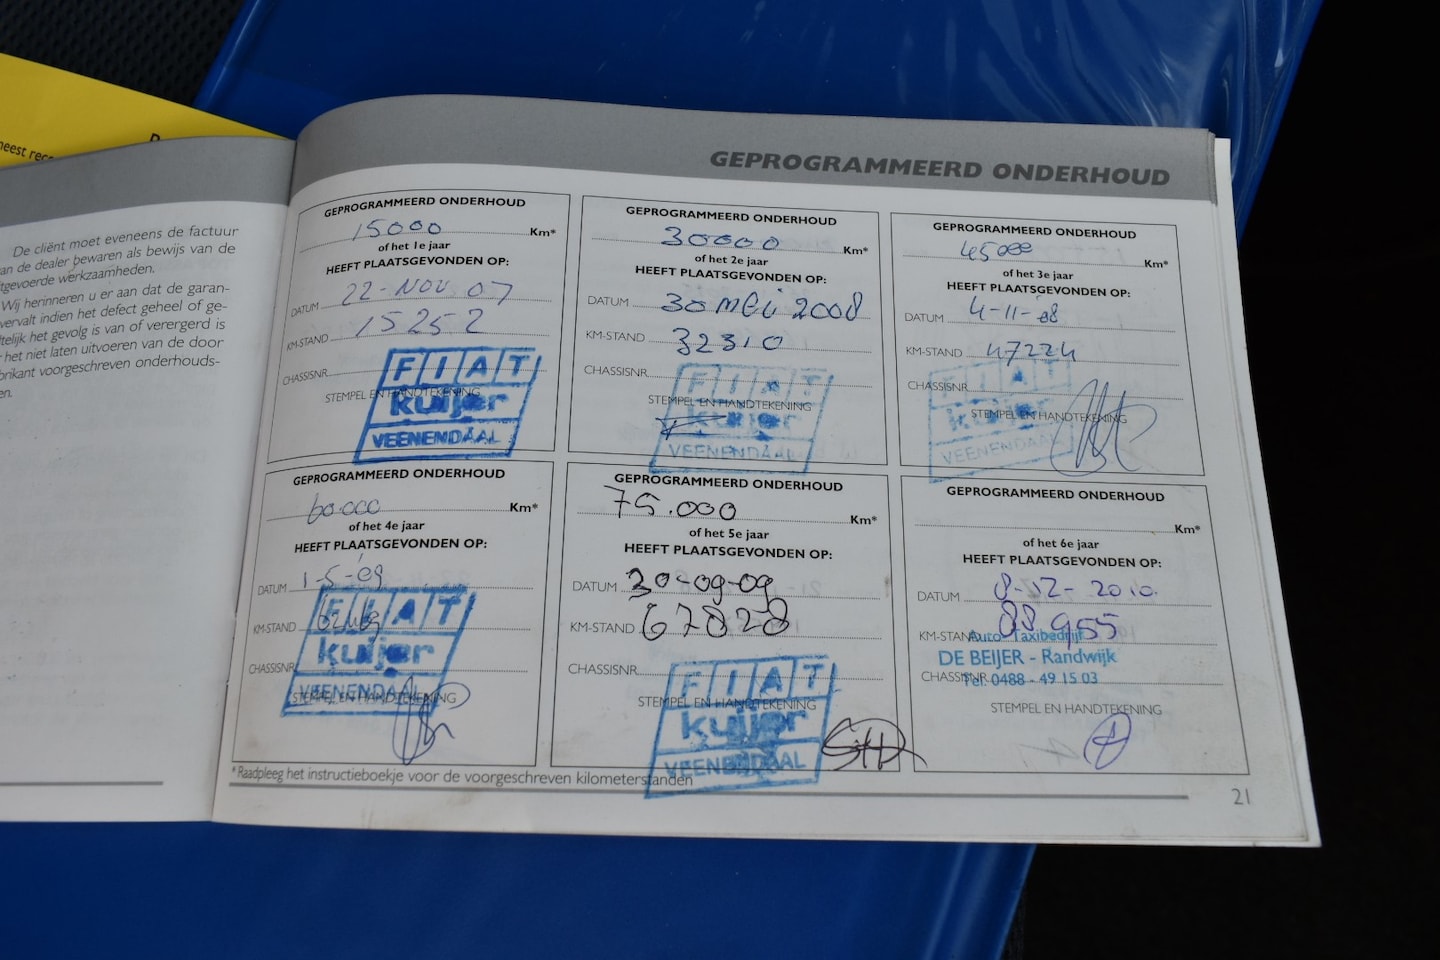 neest rec
De cliënt moet eveneens de factuur
an de dealer bewaren als bewijs van de
tgevoerde werkzaamheden.
Wij herinneren u er aan dat de garan-
vervalt indien het defect geheel of ge-
ltelijk het gevolg is van of verergerd is
r het niet laten uitvoeren van de door
brikant voorgeschreven onderhouds-
en.
GEPROGRAMMEERD ONDERHOUD
GEPROGRAMMEERD ONDERHOUD
15000 Km*
of het 1e jaar
HEEFT PLAATSGEVONDEN OP:
DATUM 22-NOV 07
KM-STAND 15252
CHASSISNR.
STEMPEL EN HANDTEKENING
FIAT
kuijer
VEENENDAAL
GEPROGRAMMEERD ONDERHOUD
30000 Km*
of het 2e jaar
HEEFT PLAATSGEVONDEN OP:
DATUM 30 mei 2008
KM-STAND 32310
CHASSISNR.
STEMPEL EN HANDTEKENING
FIAT
kuijer
VEENENDAAL
GEPROGRAMMEERD ONDERHOUD
45000 Km*
of het 3e jaar
HEEFT PLAATSGEVONDEN OP:
DATUM 4-11-08
KM-STAND 47224
CHASSISNR
STEMPEL EN HANDTEKENING
FIAT
kuijer
VEENENDAAL
GEPROGRAMMEERD ONDERHOUD
60.000 Km*
of het 4e jaar
HEEFT PLAATSGEVONDEN OP:
DATUM 1-5-09
KM-STAND
CHASSISNR
STEMPEL EN HANDTEKENING
FIAT
kuijer
VEENENDAAL
GEPROGRAMMEERD ONDERHOUD
75.000 Km*
of het 5e jaar
HEEFT PLAATSGEVONDEN OP:
DATUM 30-09-09
KM-STAND 67828
CHASSISNR.
STEMPEL EN HANDTEKENING
FIAT
kuijer
VEENENDAAL
GEPROGRAMMEERD ONDERHOUD
Km*
of het 6e jaar
HEEFT PLAATSGEVONDEN OP:
DATUM 8-12-2010
KM-STAND 88955
Auto- Taxibedrijf
DE BEIJER - Randwijk
CHASSISNR.
Tel. 0488 - 49 15 03
STEMPEL EN HANDTEKENING
* Raadpleeg het instructieboekje voor de voorgeschreven kilometerstanden
21